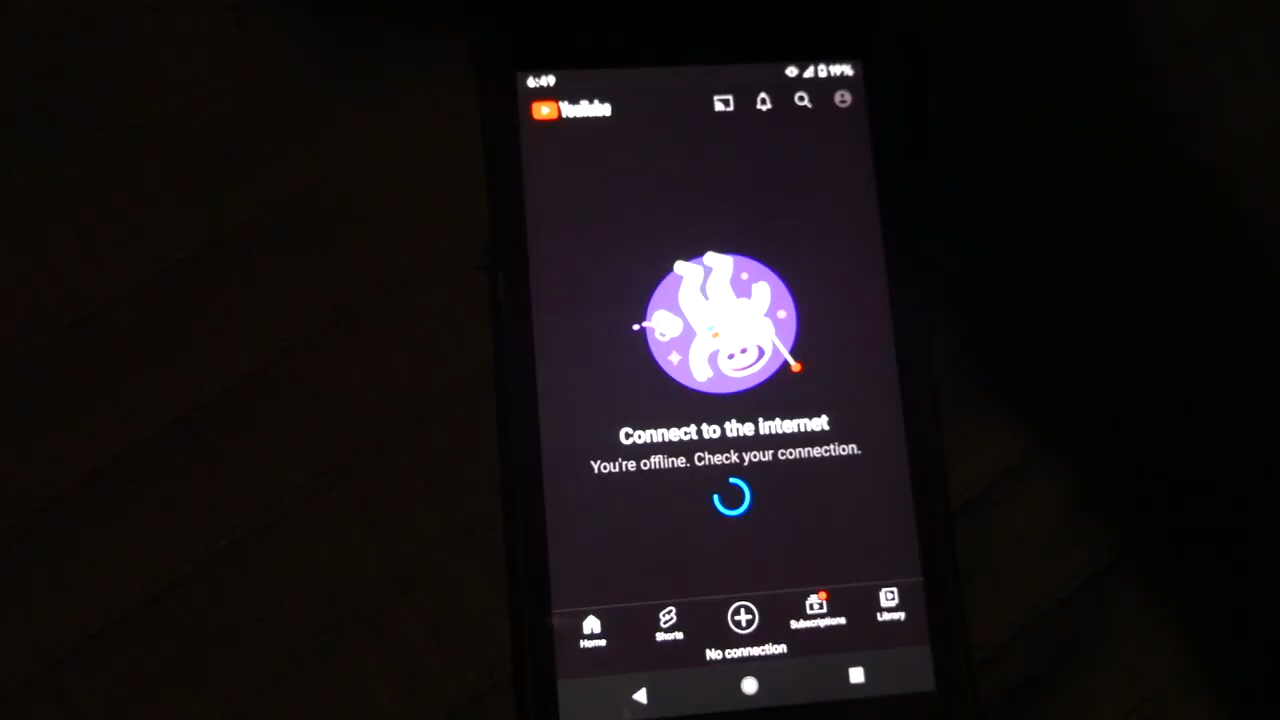 6:49
19%
YouTube
Connect to the internet
You're offline. Check your connection.
Home
Shorts
Subscriptions
Library
No connection